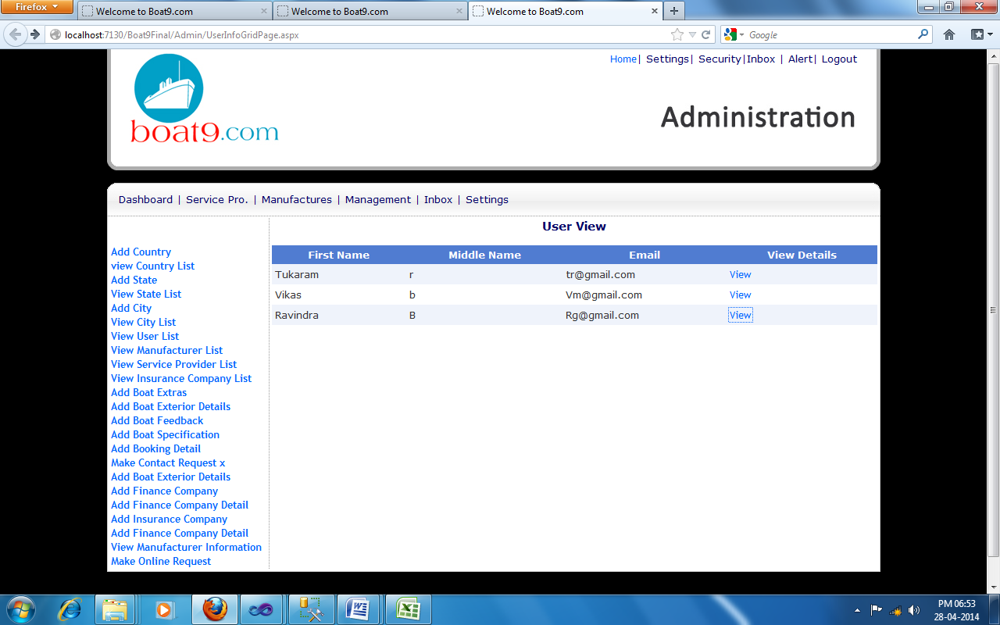 Firefox
Welcome to Boat9.com
Welcome to Boat9.com
Welcome to Boat9.com
localhost:7130/Boat9Final/Admin/UserInfoGridPage.aspx
Google
Home| Settings| Security|Inbox | Alert| Logout
boat9.com
Administration
Dashboard | Service Pro. | Manufactures | Management | Inbox | Settings
User View
Add Country
view Country List
Add State
View State List
Add City
View City List
View User List
View Manufacturer List
View Service Provider List
View Insurance Company List
Add Boat Extras
Add Boat Exterior Details
Add Boat Feedback
Add Boat Specification
Add Booking Detail
Make Contact Request x
Add Boat Exterior Details
Add Finance Company
Add Finance Company Detail
Add Insurance Company
Add Finance Company Detail
View Manufacturer Information
Make Online Request
First Name Middle Name Email View Details
Tukaram r tr@gmail.com View
Vikas b Vm@gmail.com View
Ravindra B Rg@gmail.com View
PM 06:53
28-04-2014